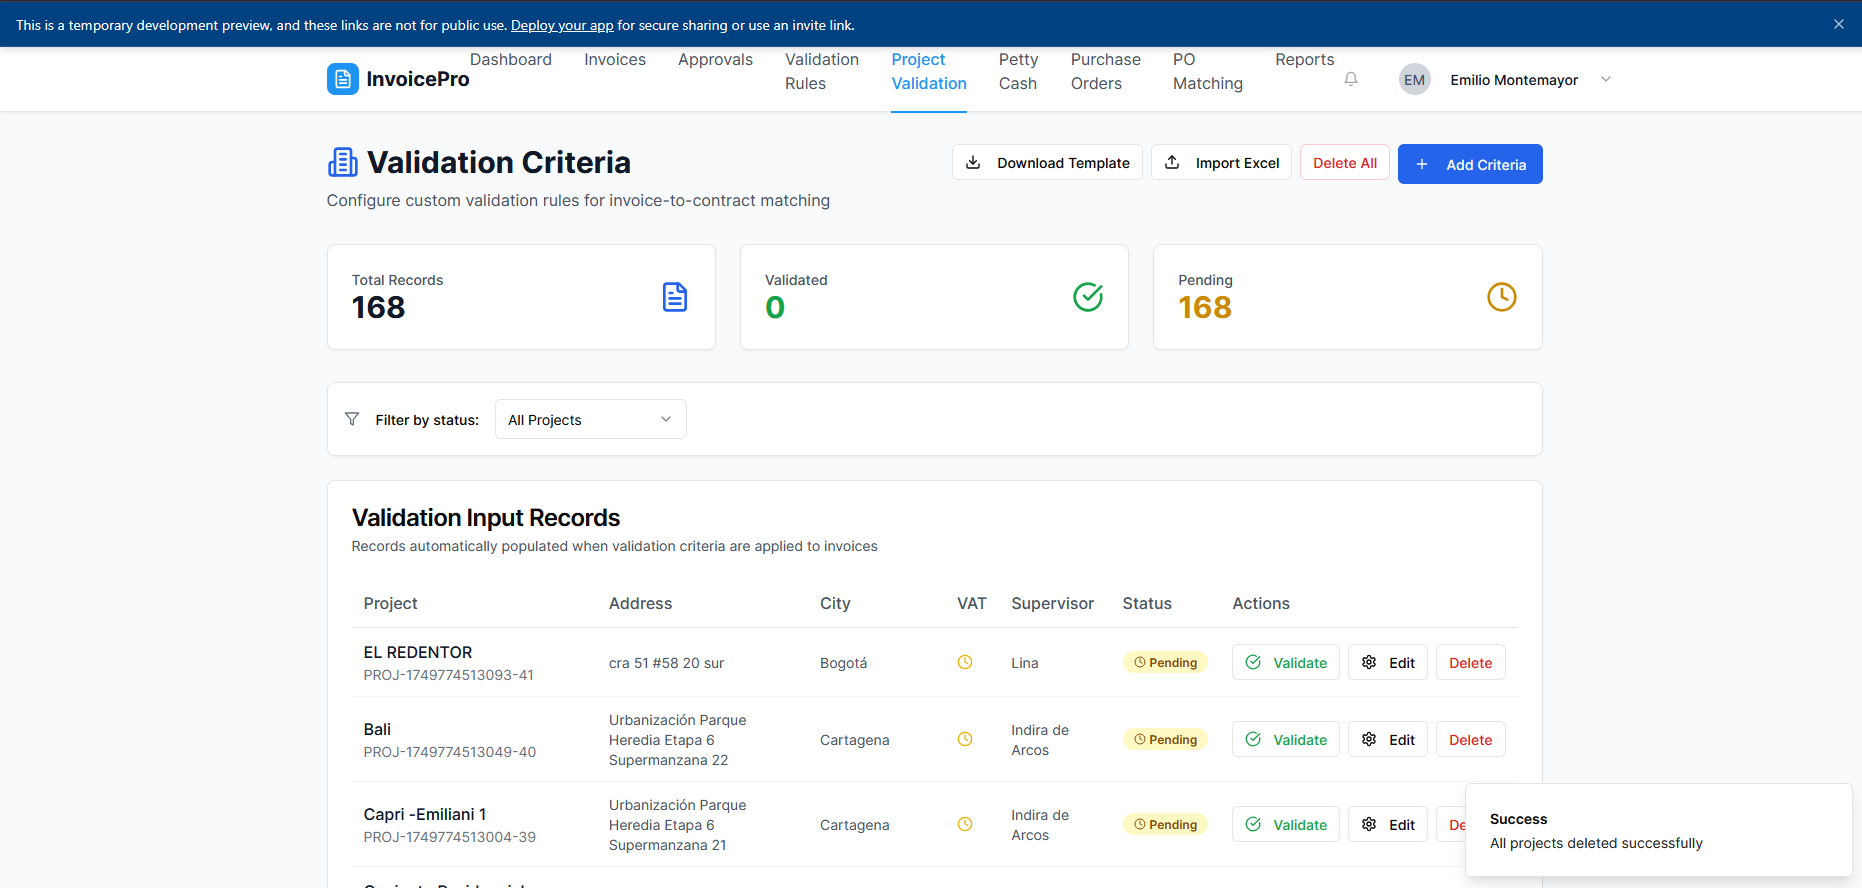 This is a temporary development preview, and these links are not for public use. Deploy your app for secure sharing or use an invite link.
InvoicePro
Dashboard
Invoices
Approvals
Validation
Rules
Project
Validation
Petty
Cash
Purchase
Orders
PO
Matching
Reports
EM
Emilio Montemayor
Validation Criteria
Configure custom validation rules for invoice-to-contract matching
Download Template
Import Excel
Delete All
+ Add Criteria
Total Records
168
Validated
0
Pending
168
Filter by status:
All Projects
Validation Input Records
Records automatically populated when validation criteria are applied to invoices
Project Address City VAT Supervisor Status Actions
EL REDENTOR
PROJ-1749774513093-41
cra 51 #58 20 sur
Bogotá
Lina
Pending
Validate
Edit
Delete
Bali
PROJ-1749774513049-40
Urbanización Parque
Heredia Etapa 6
Supermanzana 22
Cartagena
Indira de
Arcos
Pending
Validate
Edit
Delete
Capri -Emiliani 1
PROJ-1749774513004-39
Urbanización Parque
Heredia Etapa 6
Supermanzana 21
Cartagena
Indira de
Arcos
Pending
Validate
Edit
De
Success
All projects deleted successfully